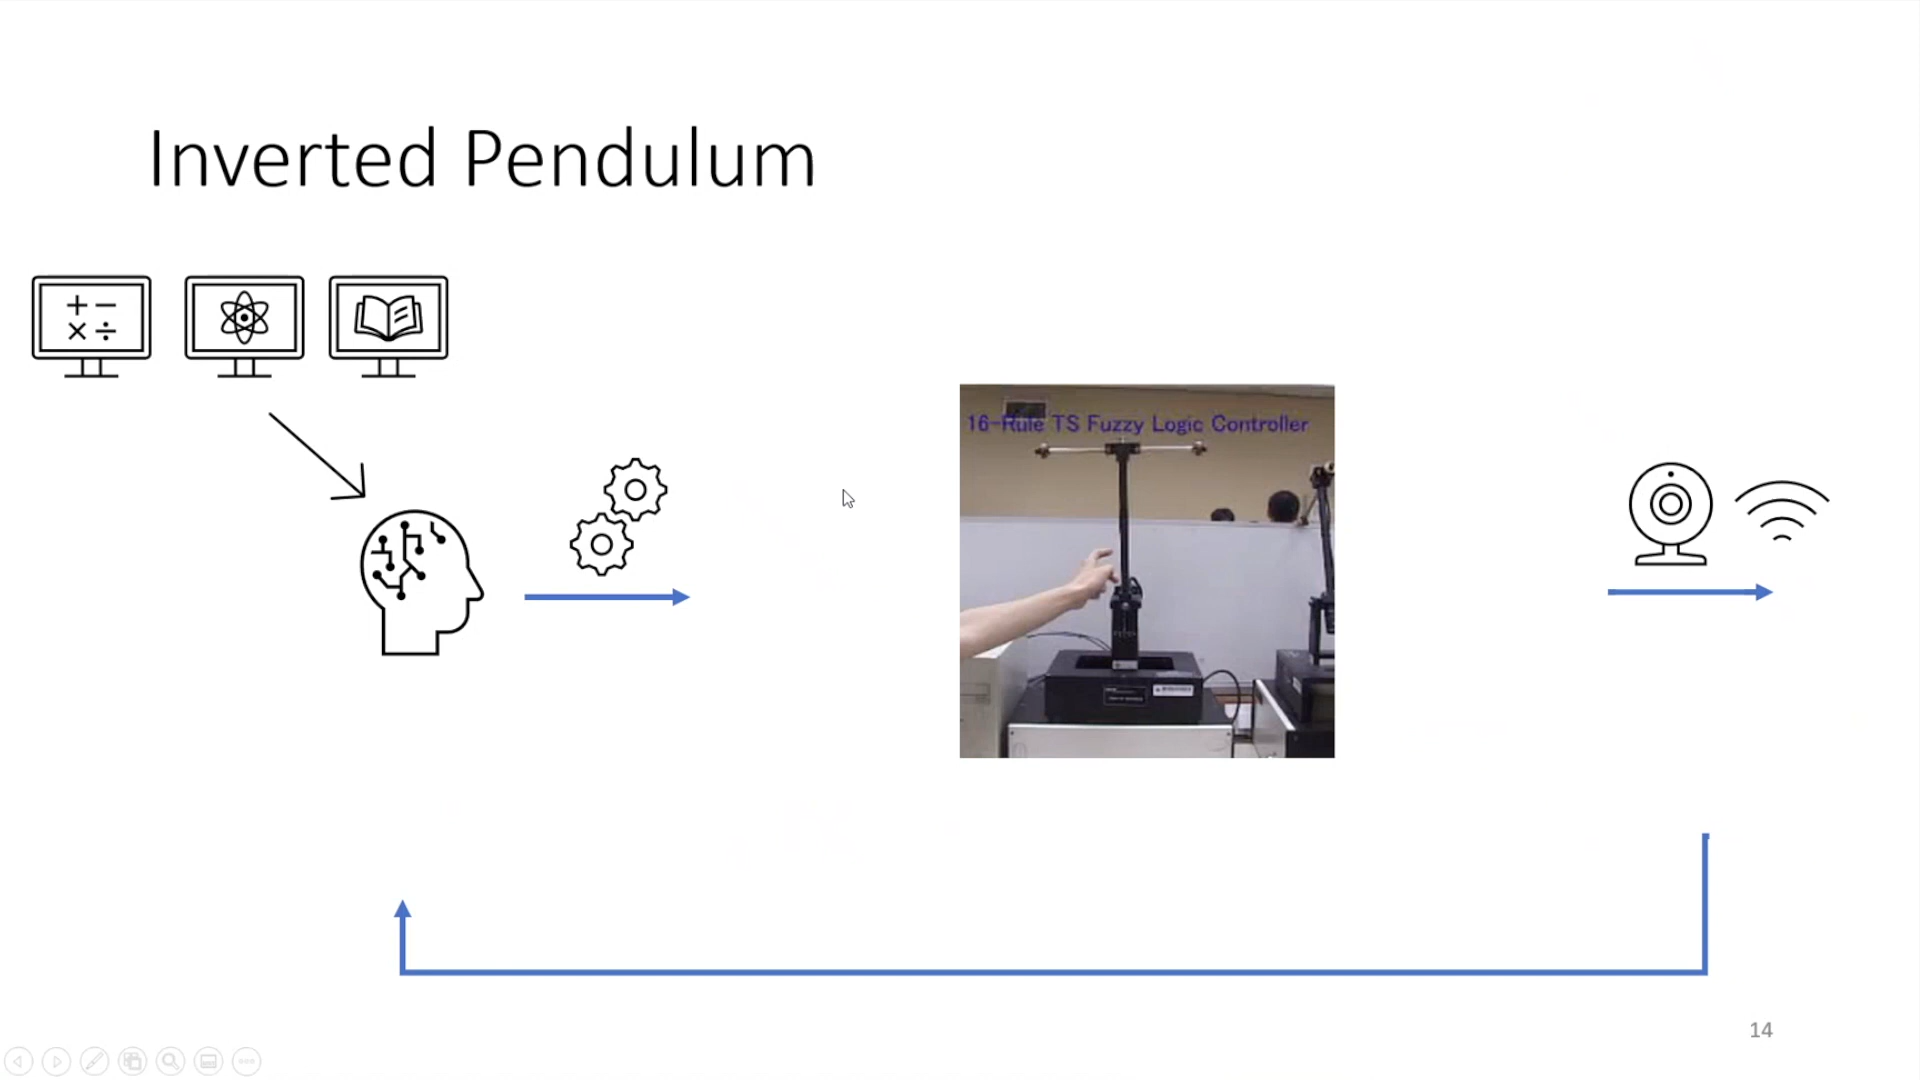 Inverted Pendulum
+ −
× ÷
16-Rule TS Fuzzy Logic Controller
14